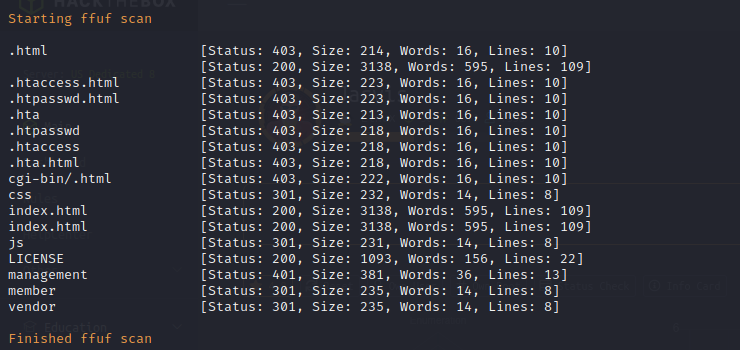 HACKTHEBOX
Starting ffuf scan
.html [Status: 403, Size: 214, Words: 16, Lines: 10]
[Status: 200, Size: 3138, Words: 595, Lines: 109]
.htaccess.html [Status: 403, Size: 223, Words: 16, Lines: 10]
.htpasswd.html [Status: 403, Size: 223, Words: 16, Lines: 10]
.hta [Status: 403, Size: 213, Words: 16, Lines: 10]
.htpasswd [Status: 403, Size: 218, Words: 16, Lines: 10]
.htaccess [Status: 403, Size: 218, Words: 16, Lines: 10]
.hta.html [Status: 403, Size: 218, Words: 16, Lines: 10]
cgi-bin/.html [Status: 403, Size: 222, Words: 16, Lines: 10]
css [Status: 301, Size: 232, Words: 14, Lines: 8]
index.html [Status: 200, Size: 3138, Words: 595, Lines: 109]
index.html [Status: 200, Size: 3138, Words: 595, Lines: 109]
js [Status: 301, Size: 231, Words: 14, Lines: 8]
LICENSE [Status: 200, Size: 1093, Words: 156, Lines: 22]
management [Status: 401, Size: 381, Words: 36, Lines: 13]
member [Status: 301, Size: 235, Words: 14, Lines: 8]
vendor [Status: 301, Size: 235, Words: 14, Lines: 8]
Info Card
Education
Finished ffuf scan